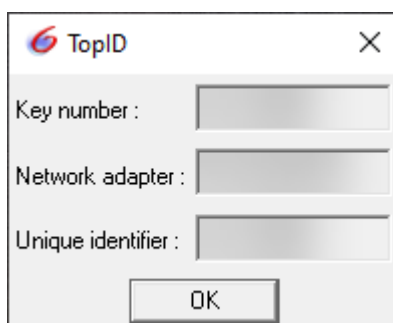 TopID
Key number :
Network adapter :
Unique identifier :
OK